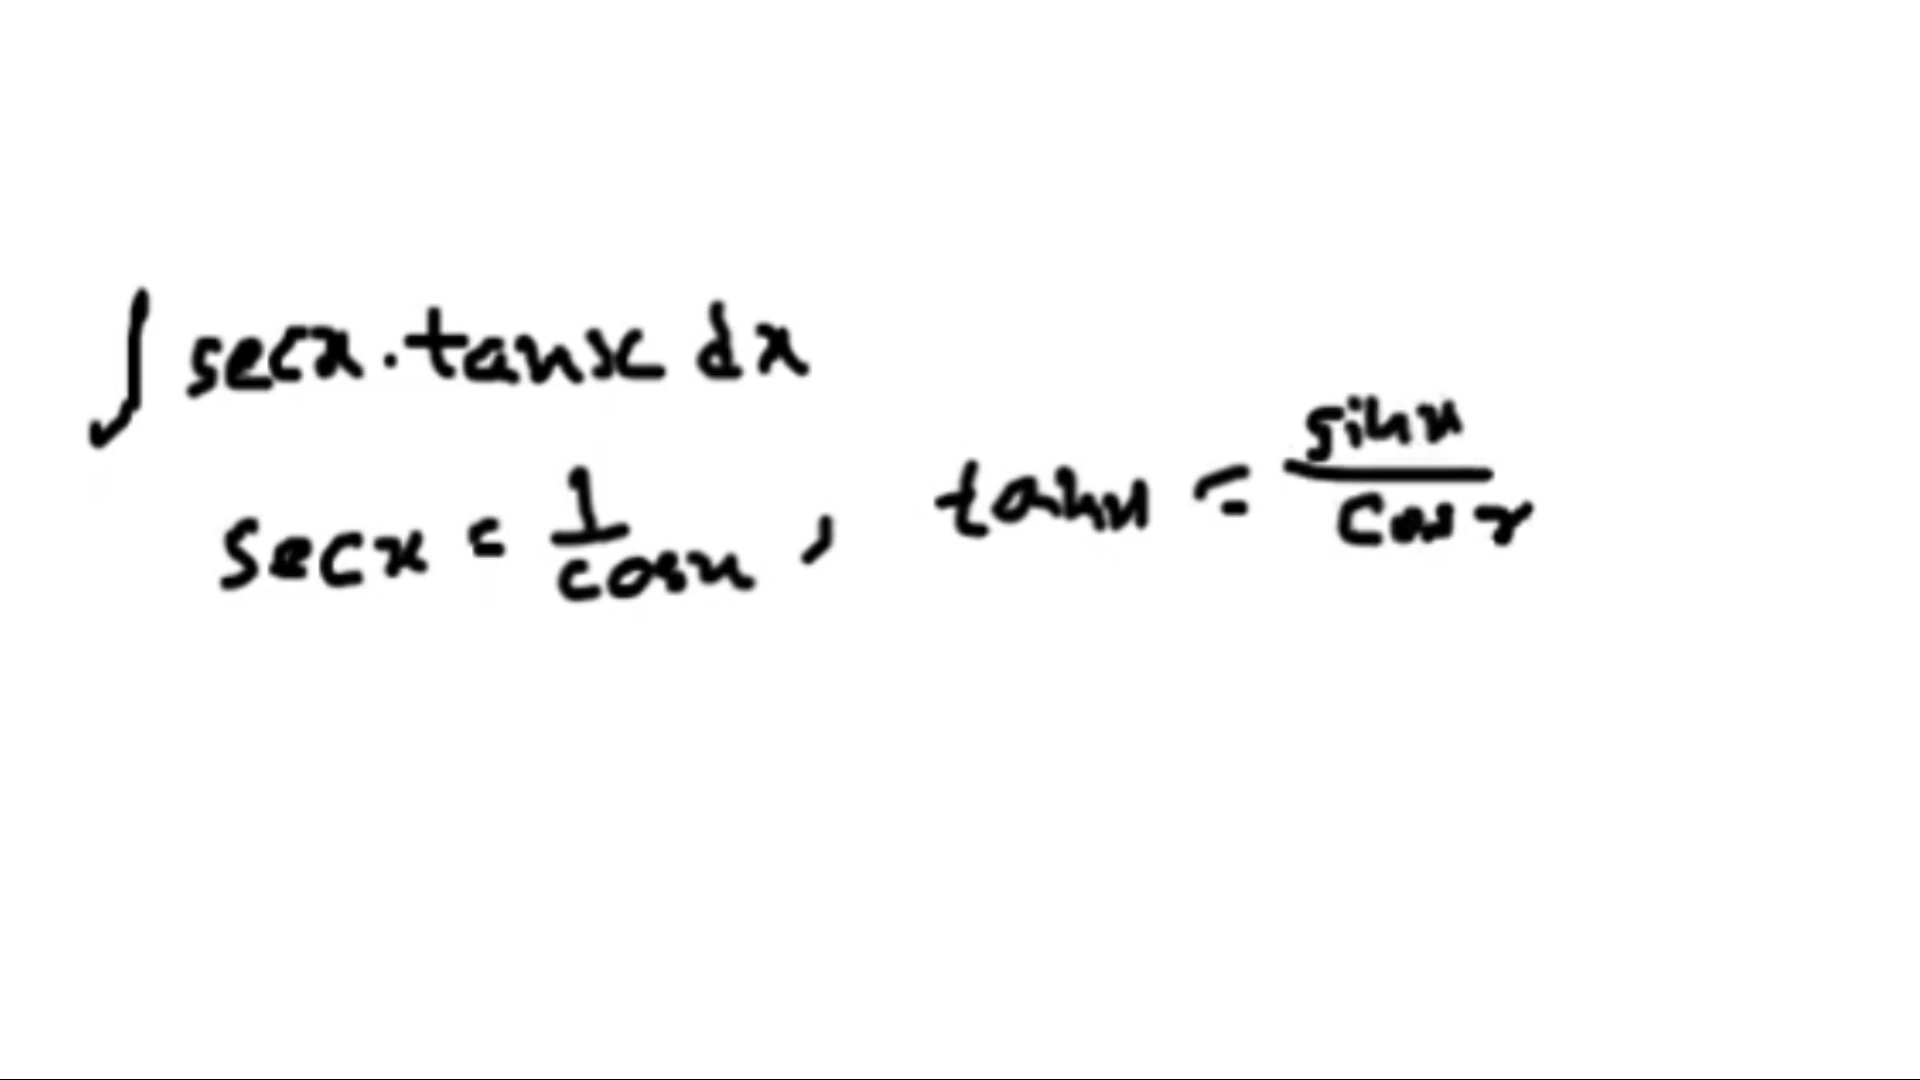 ∫ secx · tanx dx
secx = 1/cosx , tanx = sinx/cosx